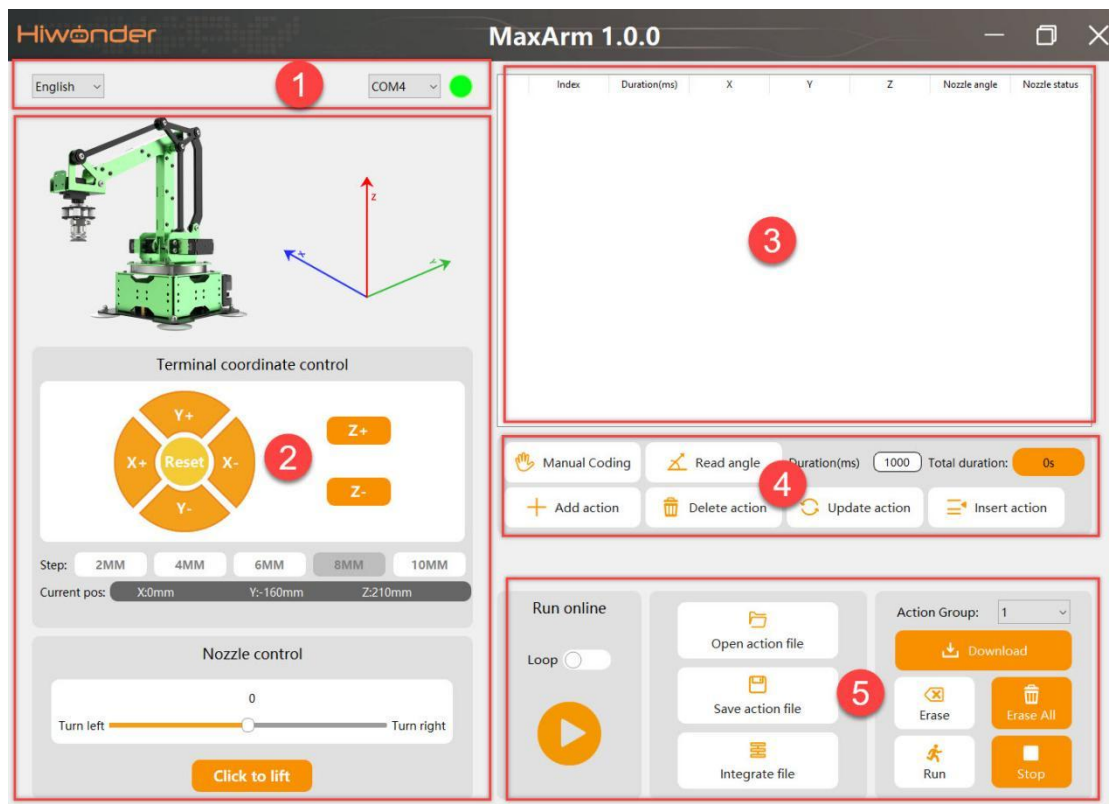 Hiwonder
MaxArm 1.0.0
English
1
COM4
Z
X
Y
Terminal coordinate control
Y+
X+
Reset
X-
Y-
2
Z+
Z-
Step: 2MM 4MM 6MM 8MM 10MM
Current pos: X:0mm Y:-160mm Z:210mm
Nozzle control
0
Turn left
Turn right
Click to lift
Index Duration(ms) X Y Z Nozzle angle Nozzle status
3
Manual Coding
Read angle
Duration(ms) 1000 Total duration: 0s
4
Add action
Delete action
Update action
Insert action
Run online
Loop
Open action file
Save action file
Integrate file
5
Action Group: 1
Download
Erase
Erase All
Run
Stop